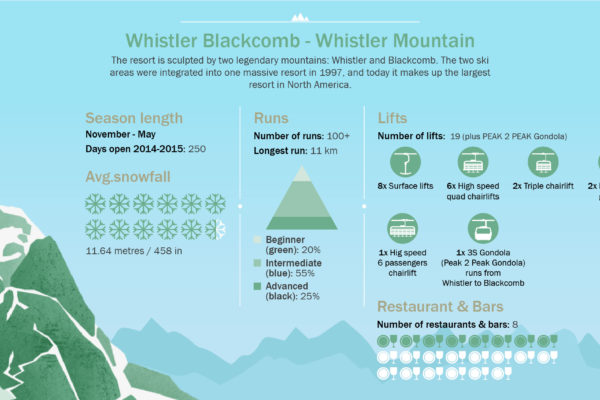 Whistler Blackcomb - Whistler Mountain
The resort is sculpted by two legendary mountains: Whistler and Blackcomb. The two ski
areas were integrated into one massive resort in 1997, and today it makes up the largest
resort in North America.
Season length
November - May
Days open 2014-2015: 250
Avg.snowfall
11.64 metres / 458 in
Runs
Number of runs: 100+
Longest run: 11 km
Beginner
(green): 20%
Intermediate
(blue): 55%
Advanced
(black): 25%
Lifts
Number of lifts: 19 (plus PEAK 2 PEAK Gondola)
8x Surface lifts
6x High speed
quad chairlifts
2x Triple chairlift
2x
1x Hig speed
6 passengers
chairlift
1x 3S Gondola
(Peak 2 Peak Gondola)
runs from
Whistler to Blackcomb
Restaurant & Bars
Number of restaurants & bars: 8